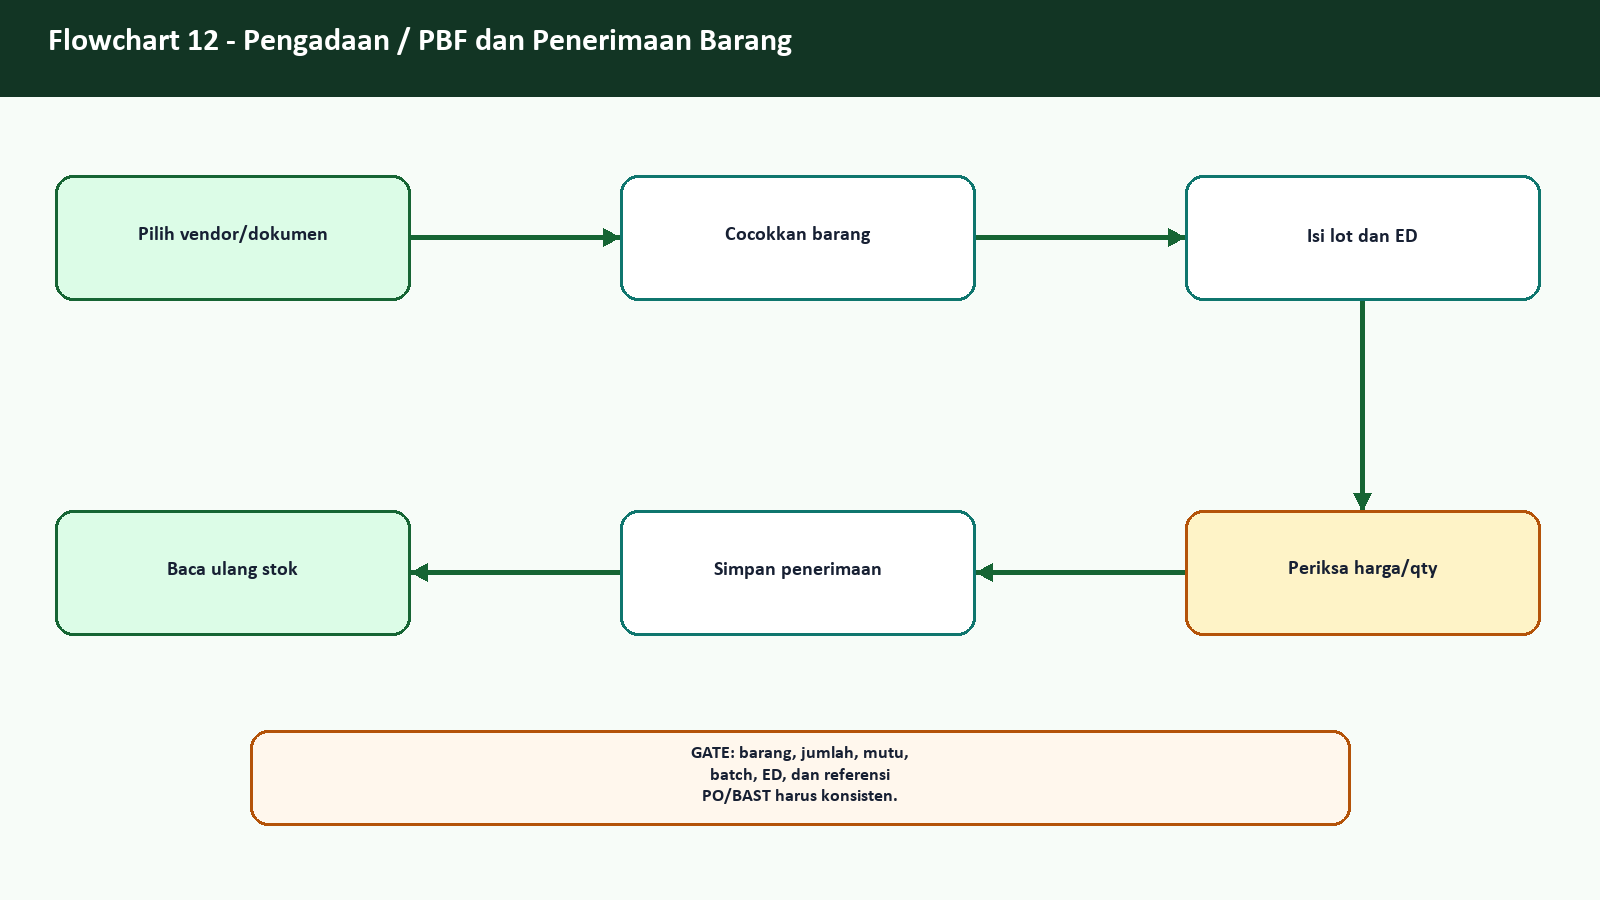 Flowchart 12 - Pengadaan / PBF dan Penerimaan Barang
Pilih vendor/dokumen
Cocokkan barang
Isi lot dan ED
Periksa harga/qty
Simpan penerimaan
Baca ulang stok
GATE: barang, jumlah, mutu,
batch, ED, dan referensi
PO/BAST harus konsisten.